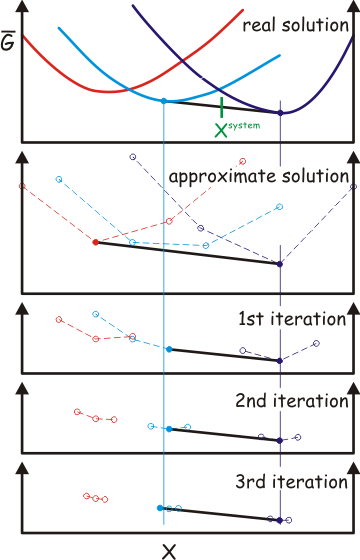 real solution
G̅
X^system
approximate solution
1st iteration
2nd iteration
3rd iteration
X